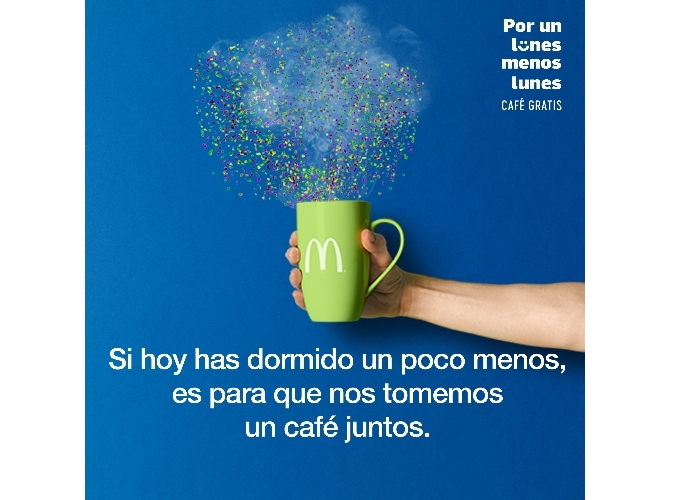 Por un
lunes
menos
lunes
CAFÉ GRATIS
M
Si hoy has dormido un poco menos,
es para que nos tomemos
un café juntos.